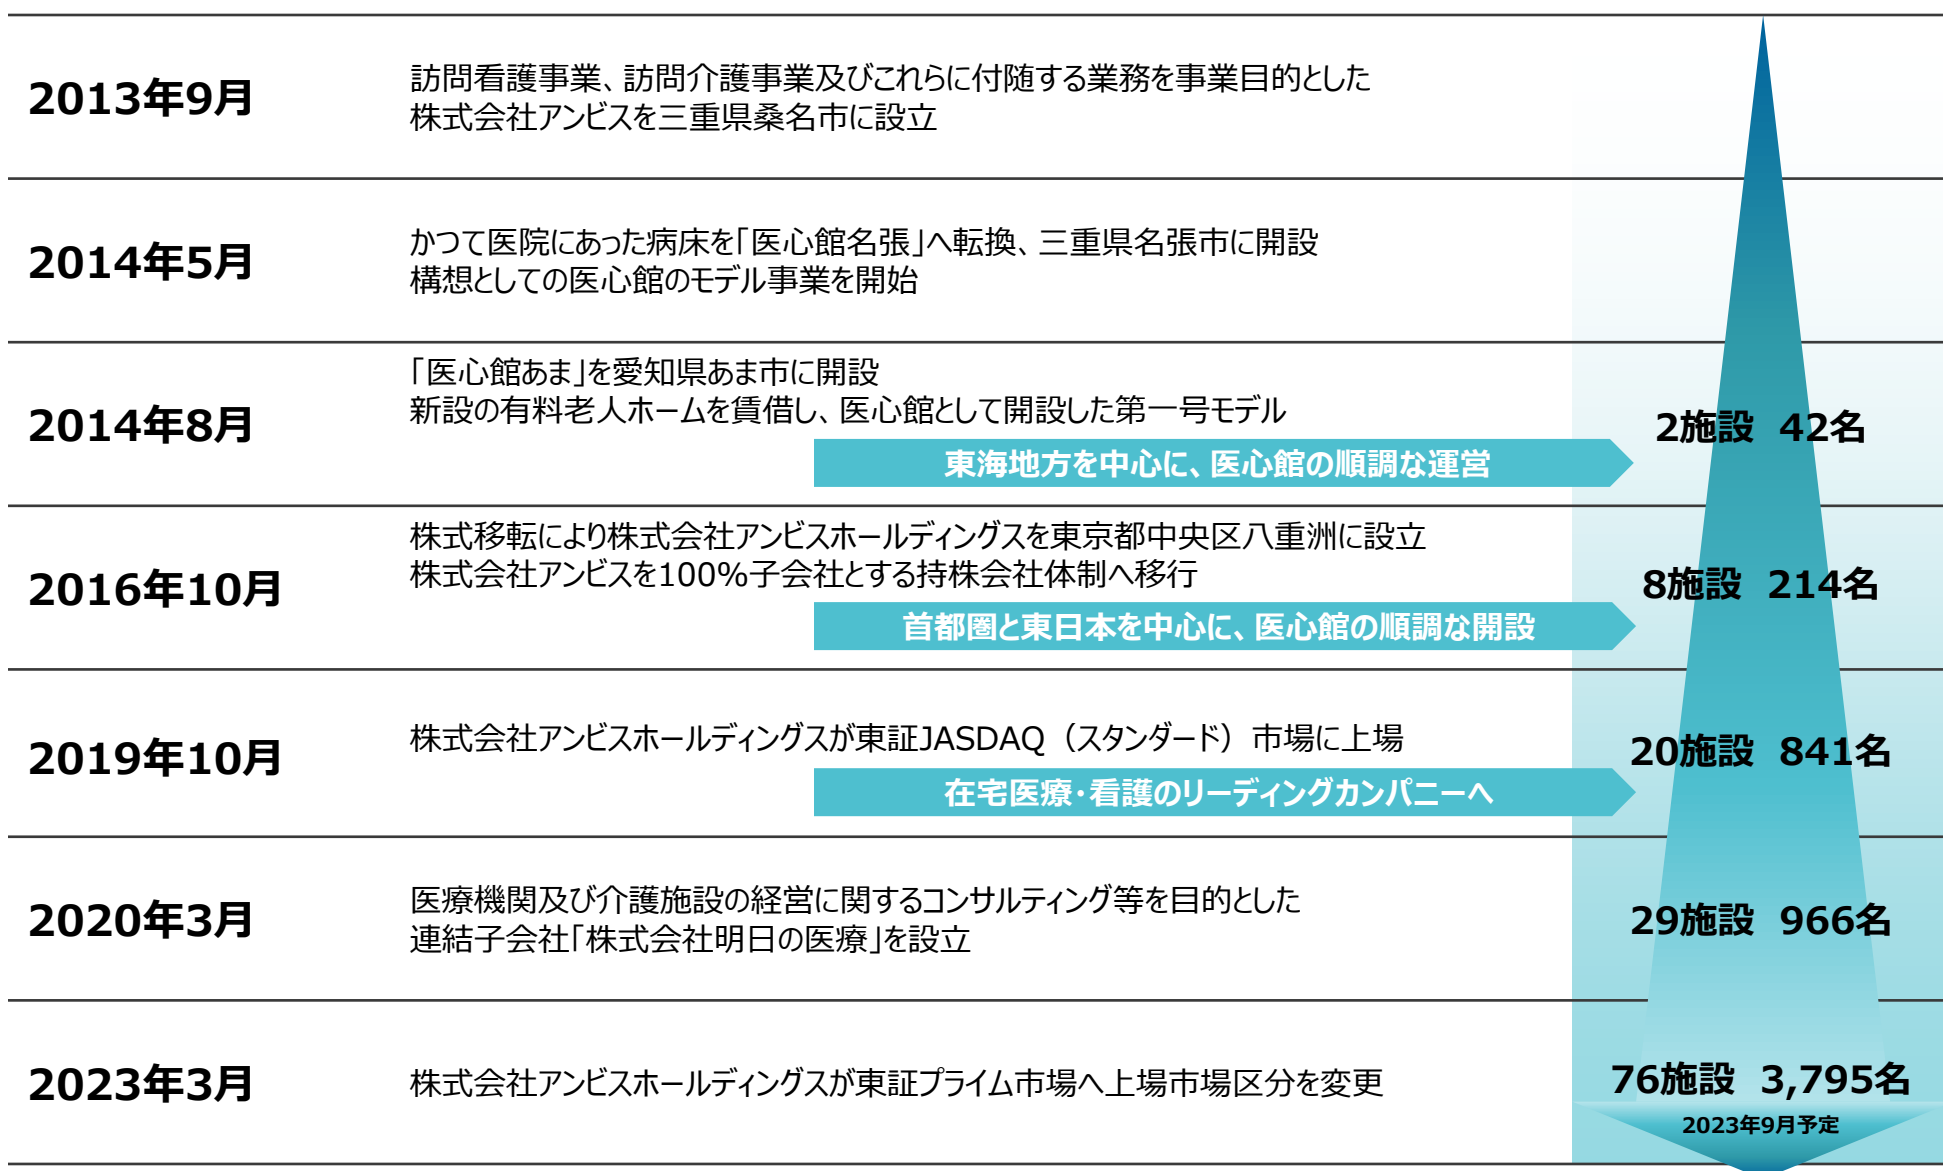 2013年9月
訪問看護事業、訪問介護事業及びこれらに付随する業務を事業目的とした
株式会社アンビスを三重県桑名市に設立
2014年5月
かつて医院にあった病床を「医心館名張」へ転換、三重県名張市に開設
構想としての医心館のモデル事業を開始
2014年8月
「医心館あま」を愛知県あま市に開設
新設の有料老人ホームを賃借し、医心館として開設した第一号モデル
東海地方を中心に、医心館の順調な運営
2施設 42名
2016年10月
株式移転により株式会社アンビスホールディングスを東京都中央区八重洲に設立
株式会社アンビスを100%子会社とする持株会社体制へ移行
首都圏と東日本を中心に、医心館の順調な開設
8施設 214名
2019年10月
株式会社アンビスホールディングスが東証JASDAQ（スタンダード）市場に上場
在宅医療・看護のリーディングカンパニーへ
20施設 841名
2020年3月
医療機関及び介護施設の経営に関するコンサルティング等を目的とした
連結子会社「株式会社明日の医療」を設立
29施設 966名
2023年3月
株式会社アンビスホールディングスが東証プライム市場へ上場市場区分を変更
76施設 3,795名
2023年9月予定